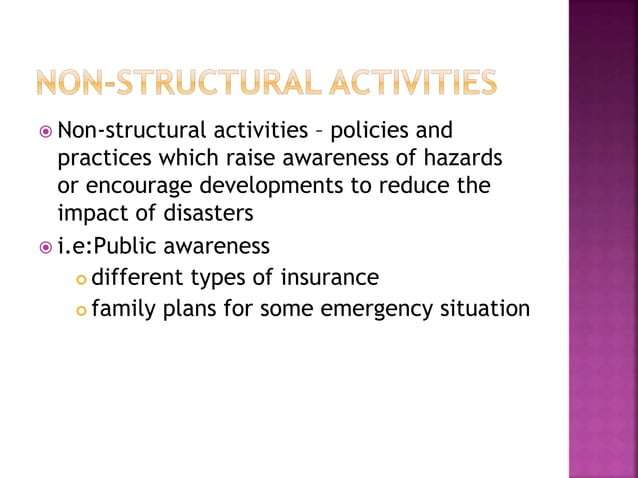 NON-STRUCTURAL ACTIVITIES
Non-structural activities – policies and
practices which raise awareness of hazards
or encourage developments to reduce the
impact of disasters
i.e:Public awareness
different types of insurance
family plans for some emergency situation